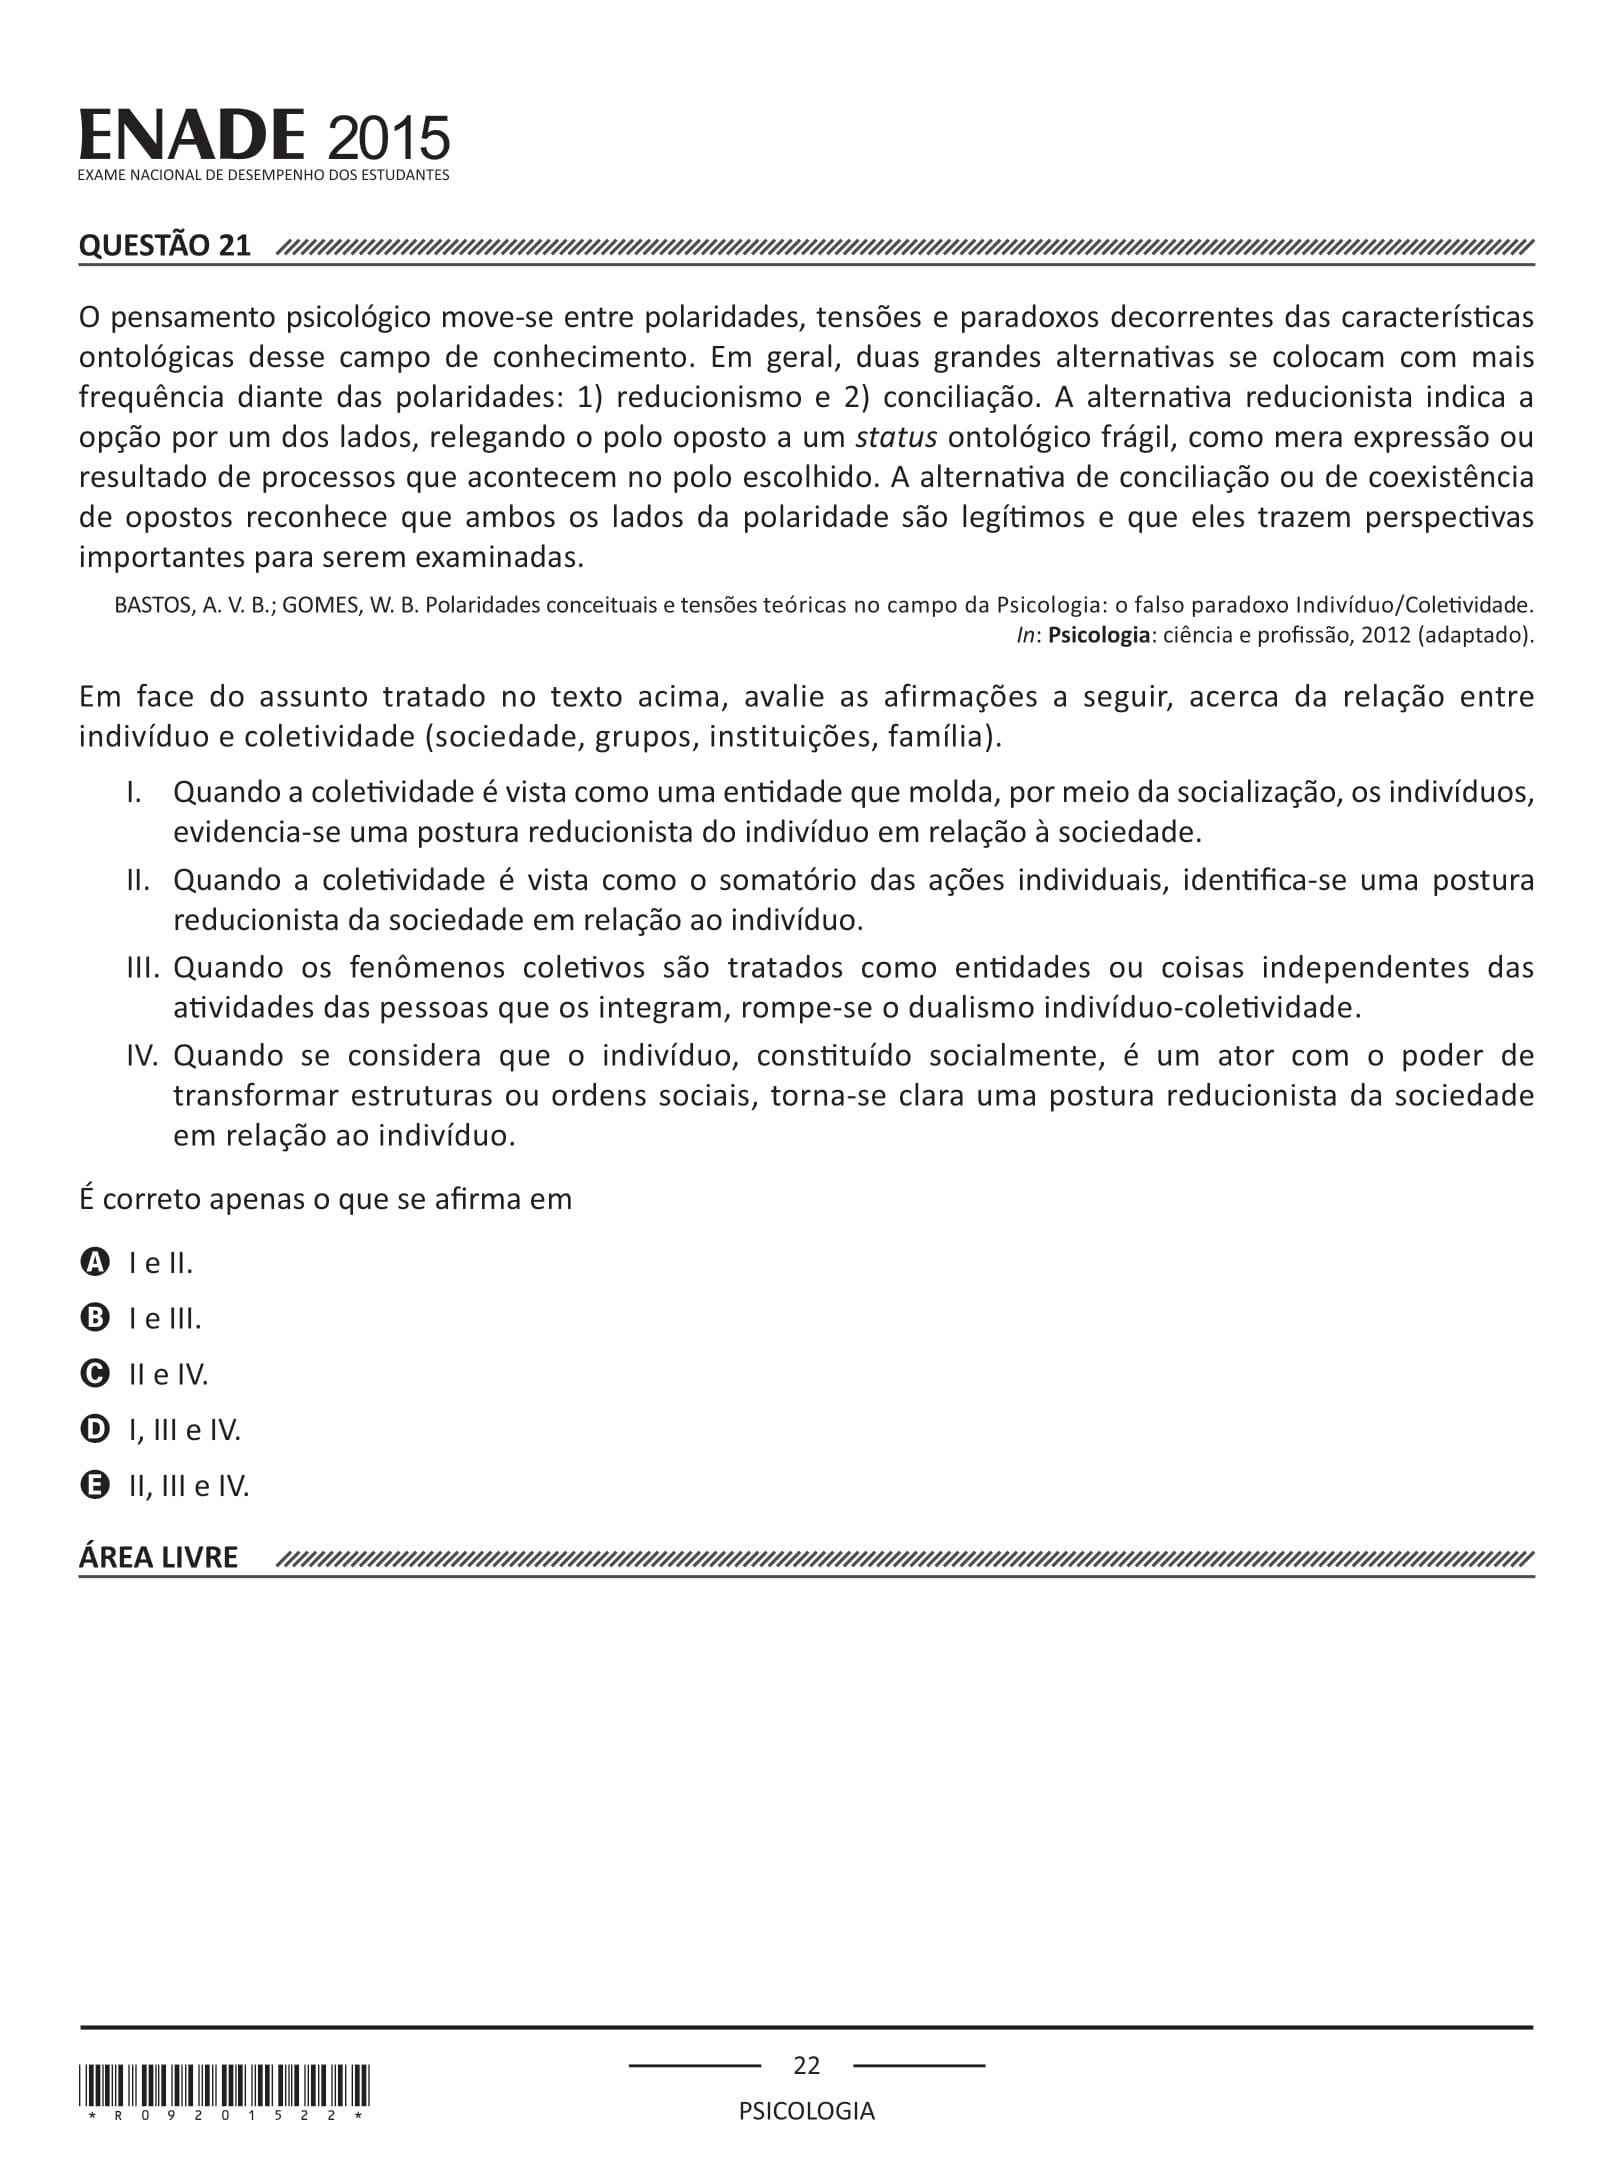 ENADE 2015
EXAME NACIONAL DE DESEMPENHO DOS ESTUDANTES
QUESTÃO 21
O pensamento psicológico move-se entre polaridades, tensões e paradoxos decorrentes das características
ontológicas desse campo de conhecimento. Em geral, duas grandes alternativas se colocam com mais
frequência diante das polaridades: 1) reducionismo e 2) conciliação. A alternativa reducionista indica a
opção por um dos lados, relegando o polo oposto a um status ontológico frágil, como mera expressão ou
resultado de processos que acontecem no polo escolhido. A alternativa de conciliação ou de coexistência
de opostos reconhece que ambos os lados da polaridade são legítimos e que eles trazem perspectivas
importantes para serem examinadas.
BASTOS, A. V. B.; GOMES, W. B. Polaridades conceituais e tensões teóricas no campo da Psicologia: o falso paradoxo Indivíduo/Coletividade.
In: Psicologia: ciência e profissão, 2012 (adaptado).
Em face do assunto tratado no texto acima, avalie as afirmações a seguir, acerca da relação entre
indivíduo e coletividade (sociedade, grupos, instituições, família).
I. Quando a coletividade é vista como uma entidade que molda, por meio da socialização, os indivíduos,
evidencia-se uma postura reducionista do indivíduo em relação à sociedade.
II. Quando a coletividade é vista como o somatório das ações individuais, identifica-se uma postura
reducionista da sociedade em relação ao indivíduo.
III. Quando os fenômenos coletivos são tratados como entidades ou coisas independentes das
atividades das pessoas que os integram, rompe-se o dualismo indivíduo-coletividade.
IV. Quando se considera que o indivíduo, constituído socialmente, é um ator com o poder de
transformar estruturas ou ordens sociais, torna-se clara uma postura reducionista da sociedade
em relação ao indivíduo.
É correto apenas o que se afirma em
A I e II.
B I e III.
C II e IV.
D I, III e IV.
E II, III e IV.
ÁREA LIVRE
22
PSICOLOGIA
*R09201522*